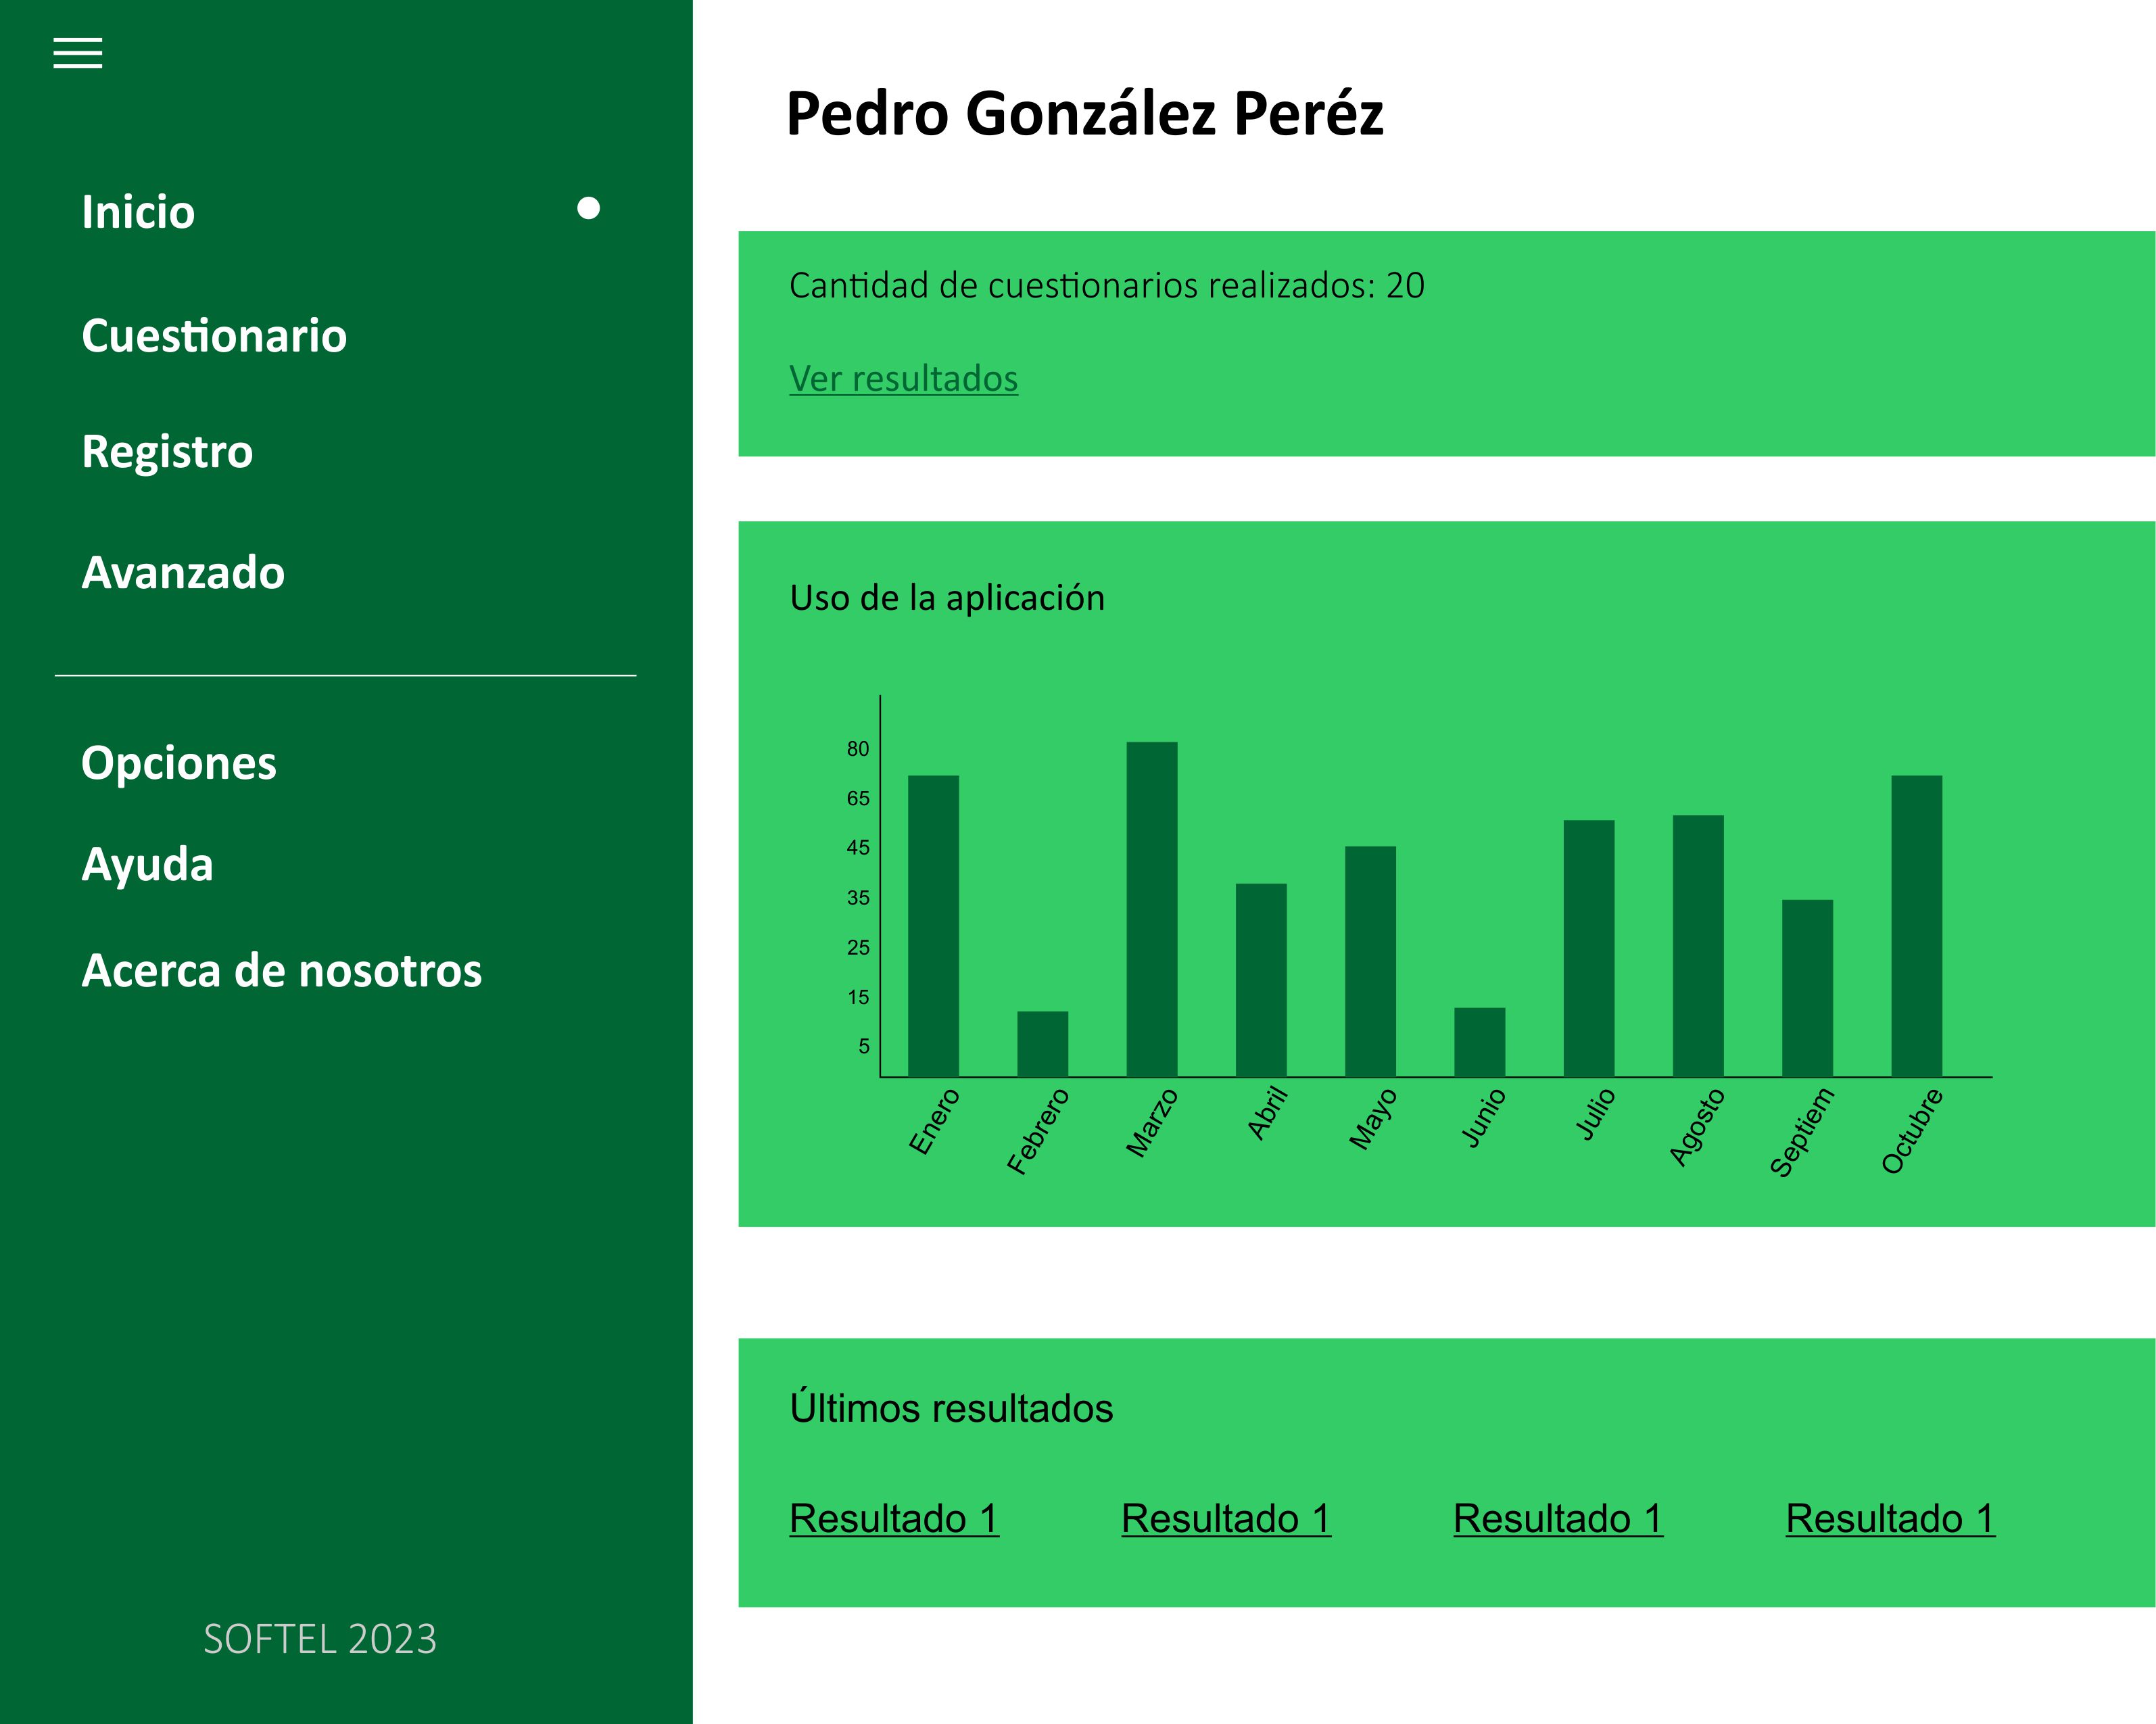 Inicio
Cuestionario
Registro
Avanzado
Opciones
Ayuda
Acerca de nosotros
SOFTEL 2023
Pedro González Peréz
Cantidad de cuestionarios realizados: 20
Ver resultados
Uso de la aplicación
80
65
45
35
25
15
5
Enero
Febrero
Marzo
Abril
Mayo
Junio
Julio
Agosto
Septiem
Octubre
Últimos resultados
Resultado 1 Resultado 1 Resultado 1 Resultado 1